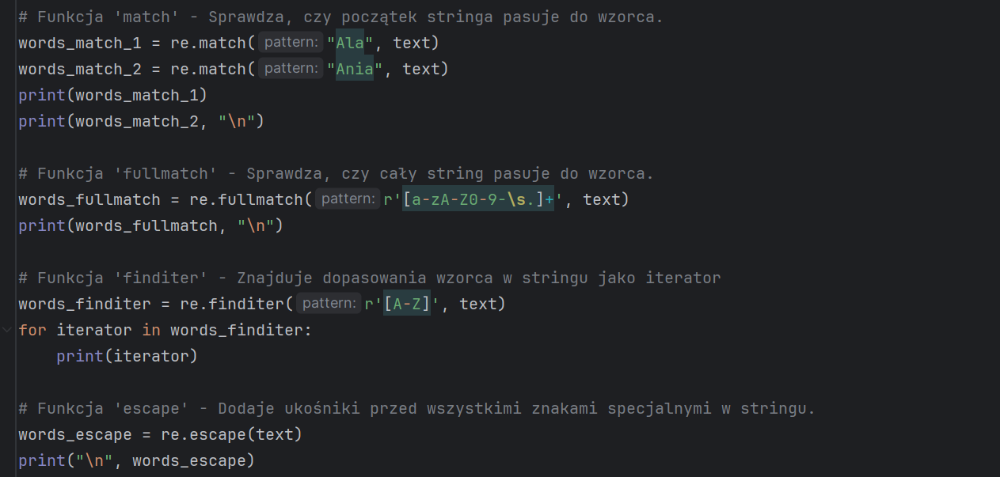 # Funkcja 'match' - Sprawdza, czy początek stringa pasuje do wzorca.
words_match_1 = re.match( pattern: "Ala", text)
words_match_2 = re.match( pattern: "Ania", text)
print(words_match_1)
print(words_match_2, "\n")
# Funkcja 'fullmatch' - Sprawdza, czy cały string pasuje do wzorca.
words_fullmatch = re.fullmatch( pattern: r'[a-zA-Z0-9-\s.]+', text)
print(words_fullmatch, "\n")
# Funkcja 'finditer' - Znajduje dopasowania wzorca w stringu jako iterator
words_finditer = re.finditer( pattern: r'[A-Z]', text)
for iterator in words_finditer:
    print(iterator)
# Funkcja 'escape' - Dodaje ukośniki przed wszystkimi znakami specjalnymi w stringu.
words_escape = re.escape(text)
print("\n", words_escape)